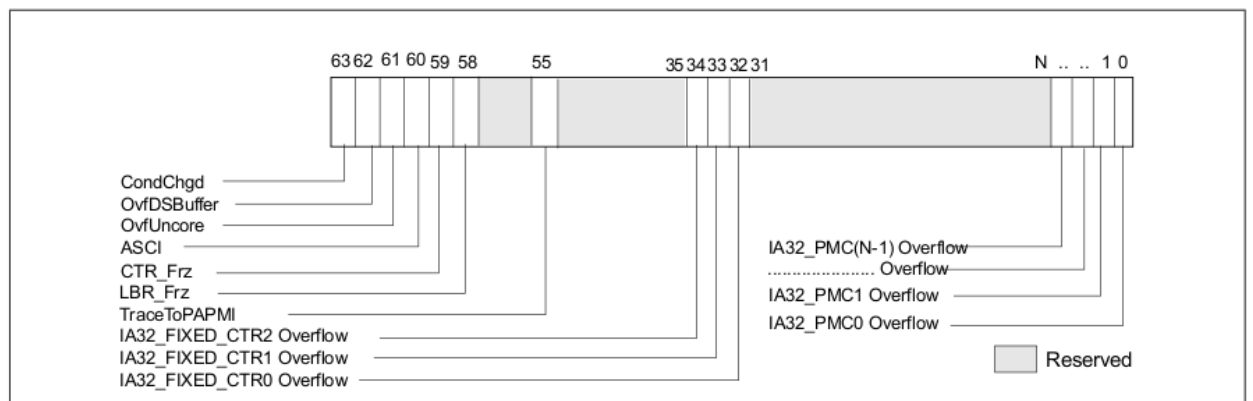 63 62 61 60 59 58 55 35 34 33 32 31 N .. .. 1 0
CondChgd
OvfDSBuffer
OvfUncore
ASCI
CTR_Frz
LBR_Frz
TraceToPAPMI
IA32_FIXED_CTR2 Overflow
IA32_FIXED_CTR1 Overflow
IA32_FIXED_CTR0 Overflow
IA32_PMC(N-1) Overflow
........................ Overflow
IA32_PMC1 Overflow
IA32_PMC0 Overflow
Reserved